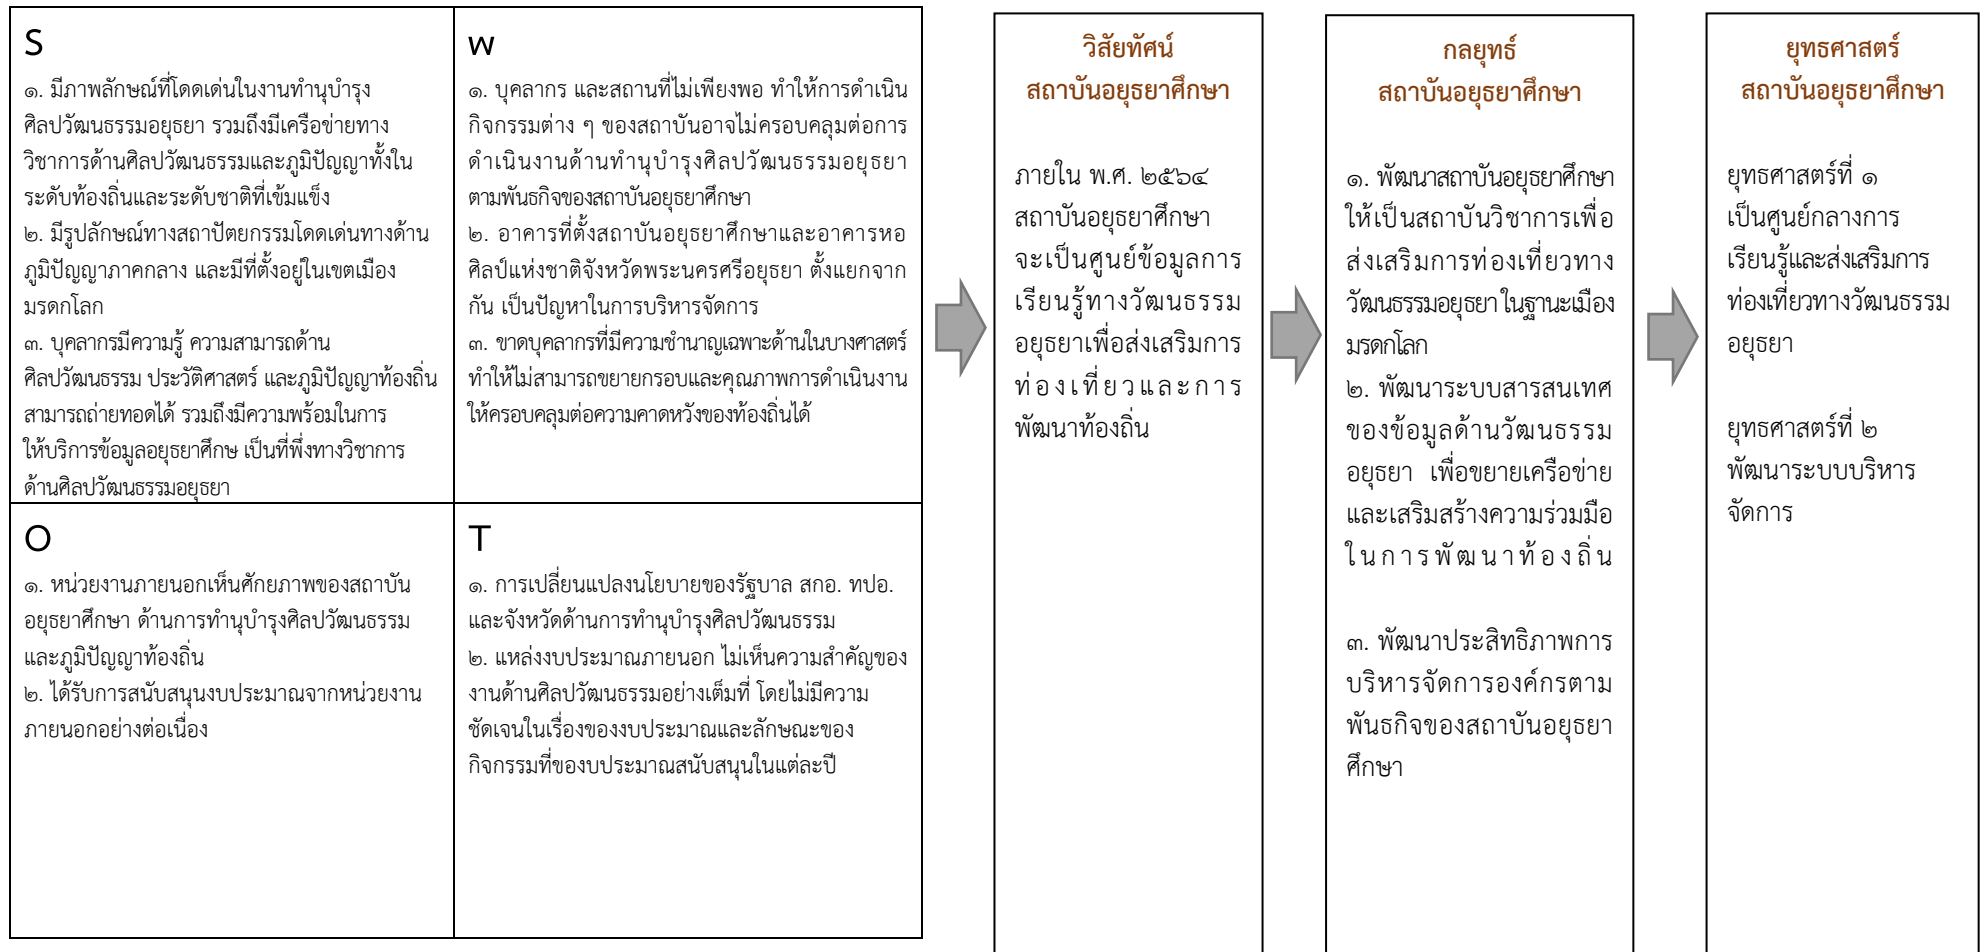 S
๑. มีภาพลักษณ์ที่โดดเด่นในงานทำนุบำรุง
ศิลปวัฒนธรรมอยุธยา รวมถึงมีเครือข่ายทาง
วิชาการด้านศิลปวัฒนธรรมและภูมิปัญญาทั้งใน
ระดับท้องถิ่นและระดับชาติที่เข้มแข็ง
๒. มีรูปลักษณ์ทางสถาปัตยกรรมโดดเด่นทางด้าน
ภูมิปัญญาภาคกลาง และมีที่ตั้งอยู่ในเขตเมือง
มรดกโลก
๓. บุคลากรมีความรู้ ความสามารถด้าน
ศิลปวัฒนธรรม ประวัติศาสตร์ และภูมิปัญญาท้องถิ่น
สามารถถ่ายทอดได้ รวมถึงมีความพร้อมในการ
ให้บริการข้อมูลอยุธยาศึกษ เป็นที่พึ่งทางวิชาการ
ด้านศิลปวัฒนธรรมอยุธยา
W
๑. บุคลากร และสถานที่ไม่เพียงพอ ทำให้การดำเนิน
กิจกรรมต่าง ๆ ของสถาบันอาจไม่ครอบคลุมต่อการ
ดำเนินงานด้านทำนุบำรุงศิลปวัฒนธรรมอยุธยา
ตามพันธกิจของสถาบันอยุธยาศึกษา
๒. อาคารที่ตั้งสถาบันอยุธยาศึกษาและอาคารหอ
ศิลป์แห่งชาติจังหวัดพระนครศรีอยุธยา ตั้งแยกจาก
กัน เป็นปัญหาในการบริหารจัดการ
๓. ขาดบุคลากรที่มีความชำนาญเฉพาะด้านในบางศาสตร์
ทำให้ไม่สามารถขยายกรอบและคุณภาพการดำเนินงาน
ให้ครอบคลุมต่อความคาดหวังของท้องถิ่นได้
O
๑. หน่วยงานภายนอกเห็นศักยภาพของสถาบัน
อยุธยาศึกษา ด้านการทำนุบำรุงศิลปวัฒนธรรม
และภูมิปัญญาท้องถิ่น
๒. ได้รับการสนับสนุนงบประมาณจากหน่วยงาน
ภายนอกอย่างต่อเนื่อง
T
๑. การเปลี่ยนแปลงนโยบายของรัฐบาล สกอ. ทปอ.
และจังหวัดด้านการทำนุบำรุงศิลปวัฒนธรรม
๒. แหล่งงบประมาณภายนอก ไม่เห็นความสำคัญของ
งานด้านศิลปวัฒนธรรมอย่างเต็มที่ โดยไม่มีความ
ชัดเจนในเรื่องของงบประมาณและลักษณะของ
กิจกรรมที่ของบประมาณสนับสนุนในแต่ละปี
วิสัยทัศน์
สถาบันอยุธยาศึกษา
ภายใน พ.ศ. ๒๕๖๔
สถาบันอยุธยาศึกษา
จะเป็นศูนย์ข้อมูลการ
เรียนรู้ทางวัฒนธรรม
อยุธยาเพื่อส่งเสริมการ
ท่องเที่ยวและการ
พัฒนาท้องถิ่น
กลยุทธ์
สถาบันอยุธยาศึกษา
๑. พัฒนาสถาบันอยุธยาศึกษา
ให้เป็นสถาบันวิชาการเพื่อ
ส่งเสริมการท่องเที่ยวทาง
วัฒนธรรมอยุธยา ในฐานะเมือง
มรดกโลก
๒. พัฒนาระบบสารสนเทศ
ของข้อมูลด้านวัฒนธรรม
อยุธยา เพื่อขยายเครือข่าย
และเสริมสร้างความร่วมมือ
ในการพัฒนาท้องถิ่น
๓. พัฒนาประสิทธิภาพการ
บริหารจัดการองค์กรตาม
พันธกิจของสถาบันอยุธยา
ศึกษา
ยุทธศาสตร์
สถาบันอยุธยาศึกษา
ยุทธศาสตร์ที่ ๑
เป็นศูนย์กลางการ
เรียนรู้และส่งเสริมการ
ท่องเที่ยวทางวัฒนธรรม
อยุธยา
ยุทธศาสตร์ที่ ๒
พัฒนาระบบบริหาร
จัดการ